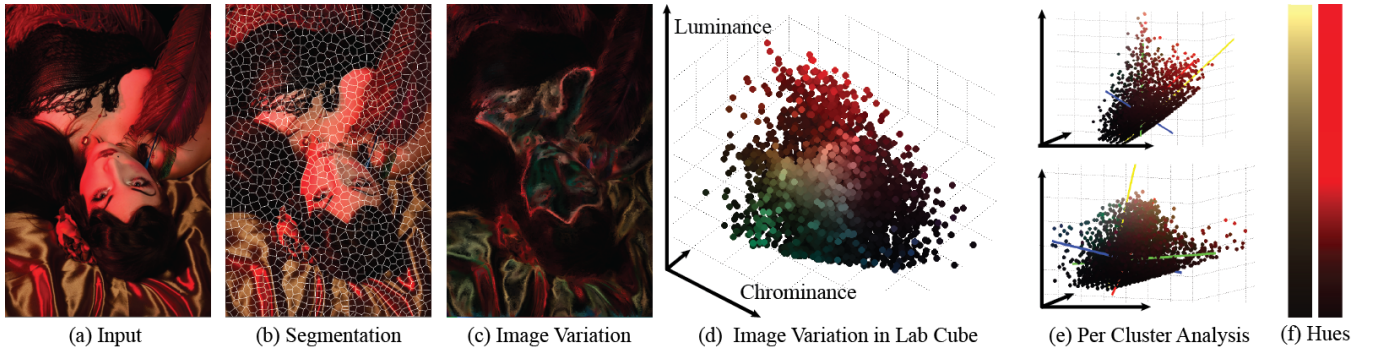 Luminance
Chrominance
(a) Input
(b) Segmentation
(c) Image Variation
(d) Image Variation in Lab Cube
(e) Per Cluster Analysis
(f) Hues